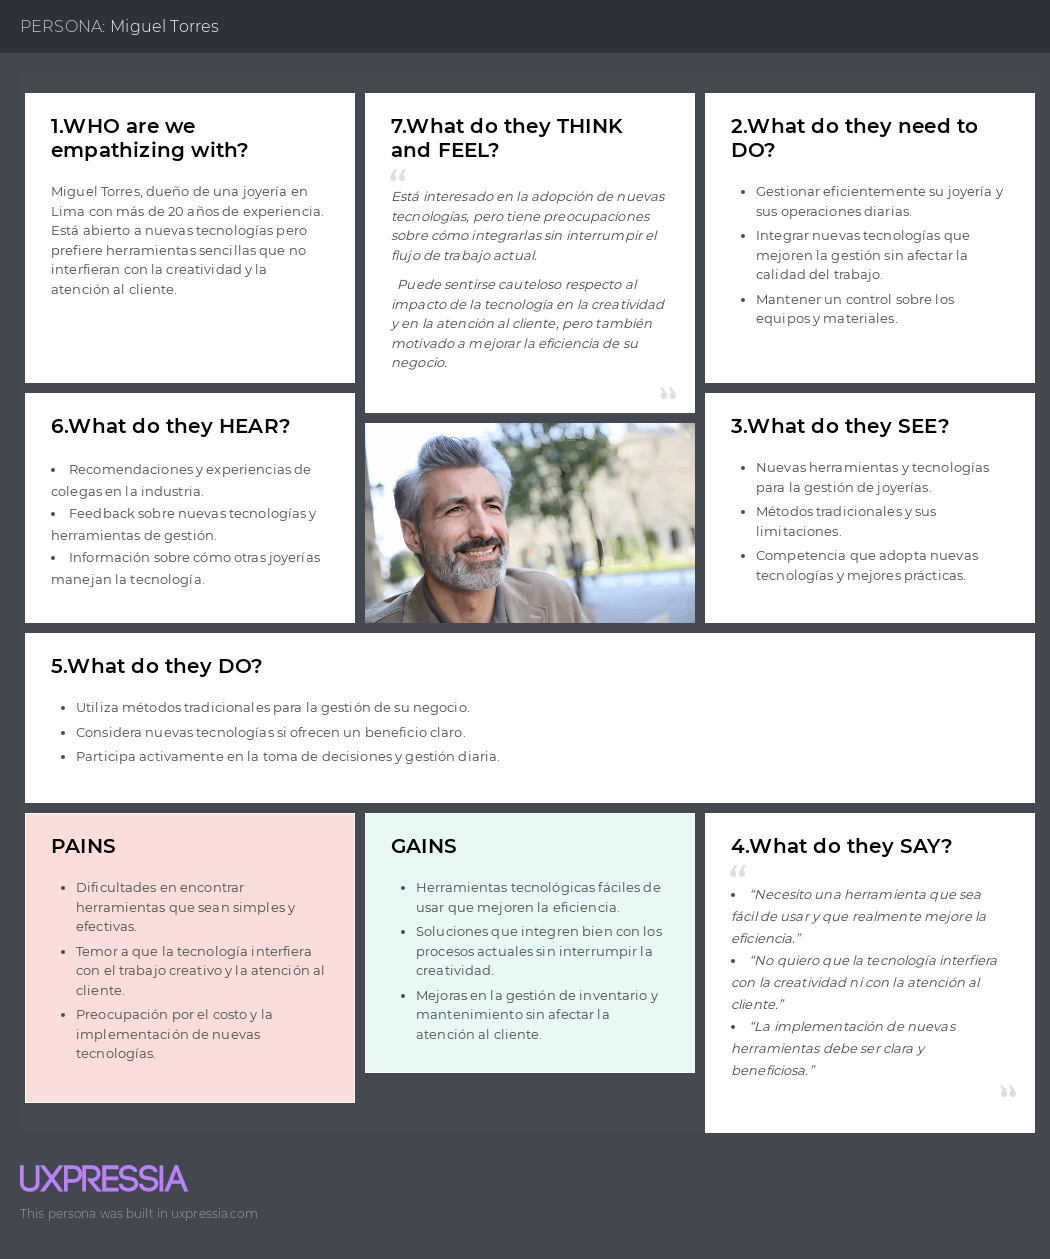 PERSONA: Miguel Torres
1.WHO are we
empathizing with?
Miguel Torres, dueño de una joyería en
Lima con más de 20 años de experiencia.
Está abierto a nuevas tecnologías pero
prefiere herramientas sencillas que no
interfieran con la creatividad y la
atención al cliente.
7.What do they THINK
and FEEL?
“
Está interesado en la adopción de nuevas
tecnologías, pero tiene preocupaciones
sobre cómo integrarlas sin interrumpir el
flujo de trabajo actual.
Puede sentirse cauteloso respecto al
impacto de la tecnología en la creatividad
y en la atención al cliente, pero también
motivado a mejorar la eficiencia de su
negocio.
”
2.What do they need to
DO?
• Gestionar eficientemente su joyería y
sus operaciones diarias.
• Integrar nuevas tecnologías que
mejoren la gestión sin afectar la
calidad del trabajo.
• Mantener un control sobre los
equipos y materiales.
6.What do they HEAR?
• Recomendaciones y experiencias de
colegas en la industria.
• Feedback sobre nuevas tecnologías y
herramientas de gestión.
• Información sobre cómo otras joyerías
manejan la tecnología.
3.What do they SEE?
• Nuevas herramientas y tecnologías
para la gestión de joyerías.
• Métodos tradicionales y sus
limitaciones.
• Competencia que adopta nuevas
tecnologías y mejores prácticas.
5.What do they DO?
• Utiliza métodos tradicionales para la gestión de su negocio.
• Considera nuevas tecnologías si ofrecen un beneficio claro.
• Participa activamente en la toma de decisiones y gestión diaria.
PAINS
• Dificultades en encontrar
herramientas que sean simples y
efectivas.
• Temor a que la tecnología interfiera
con el trabajo creativo y la atención al
cliente.
• Preocupación por el costo y la
implementación de nuevas
tecnologías.
GAINS
• Herramientas tecnológicas fáciles de
usar que mejoren la eficiencia.
• Soluciones que integren bien con los
procesos actuales sin interrumpir la
creatividad.
• Mejoras en la gestión de inventario y
mantenimiento sin afectar la
atención al cliente.
4.What do they SAY?
“
• “Necesito una herramienta que sea
fácil de usar y que realmente mejore la
eficiencia.”
• “No quiero que la tecnología interfiera
con la creatividad ni con la atención al
cliente.”
• “La implementación de nuevas
herramientas debe ser clara y
beneficiosa.”
”
UXPRESSIA
This persona was built in uxpressia.com